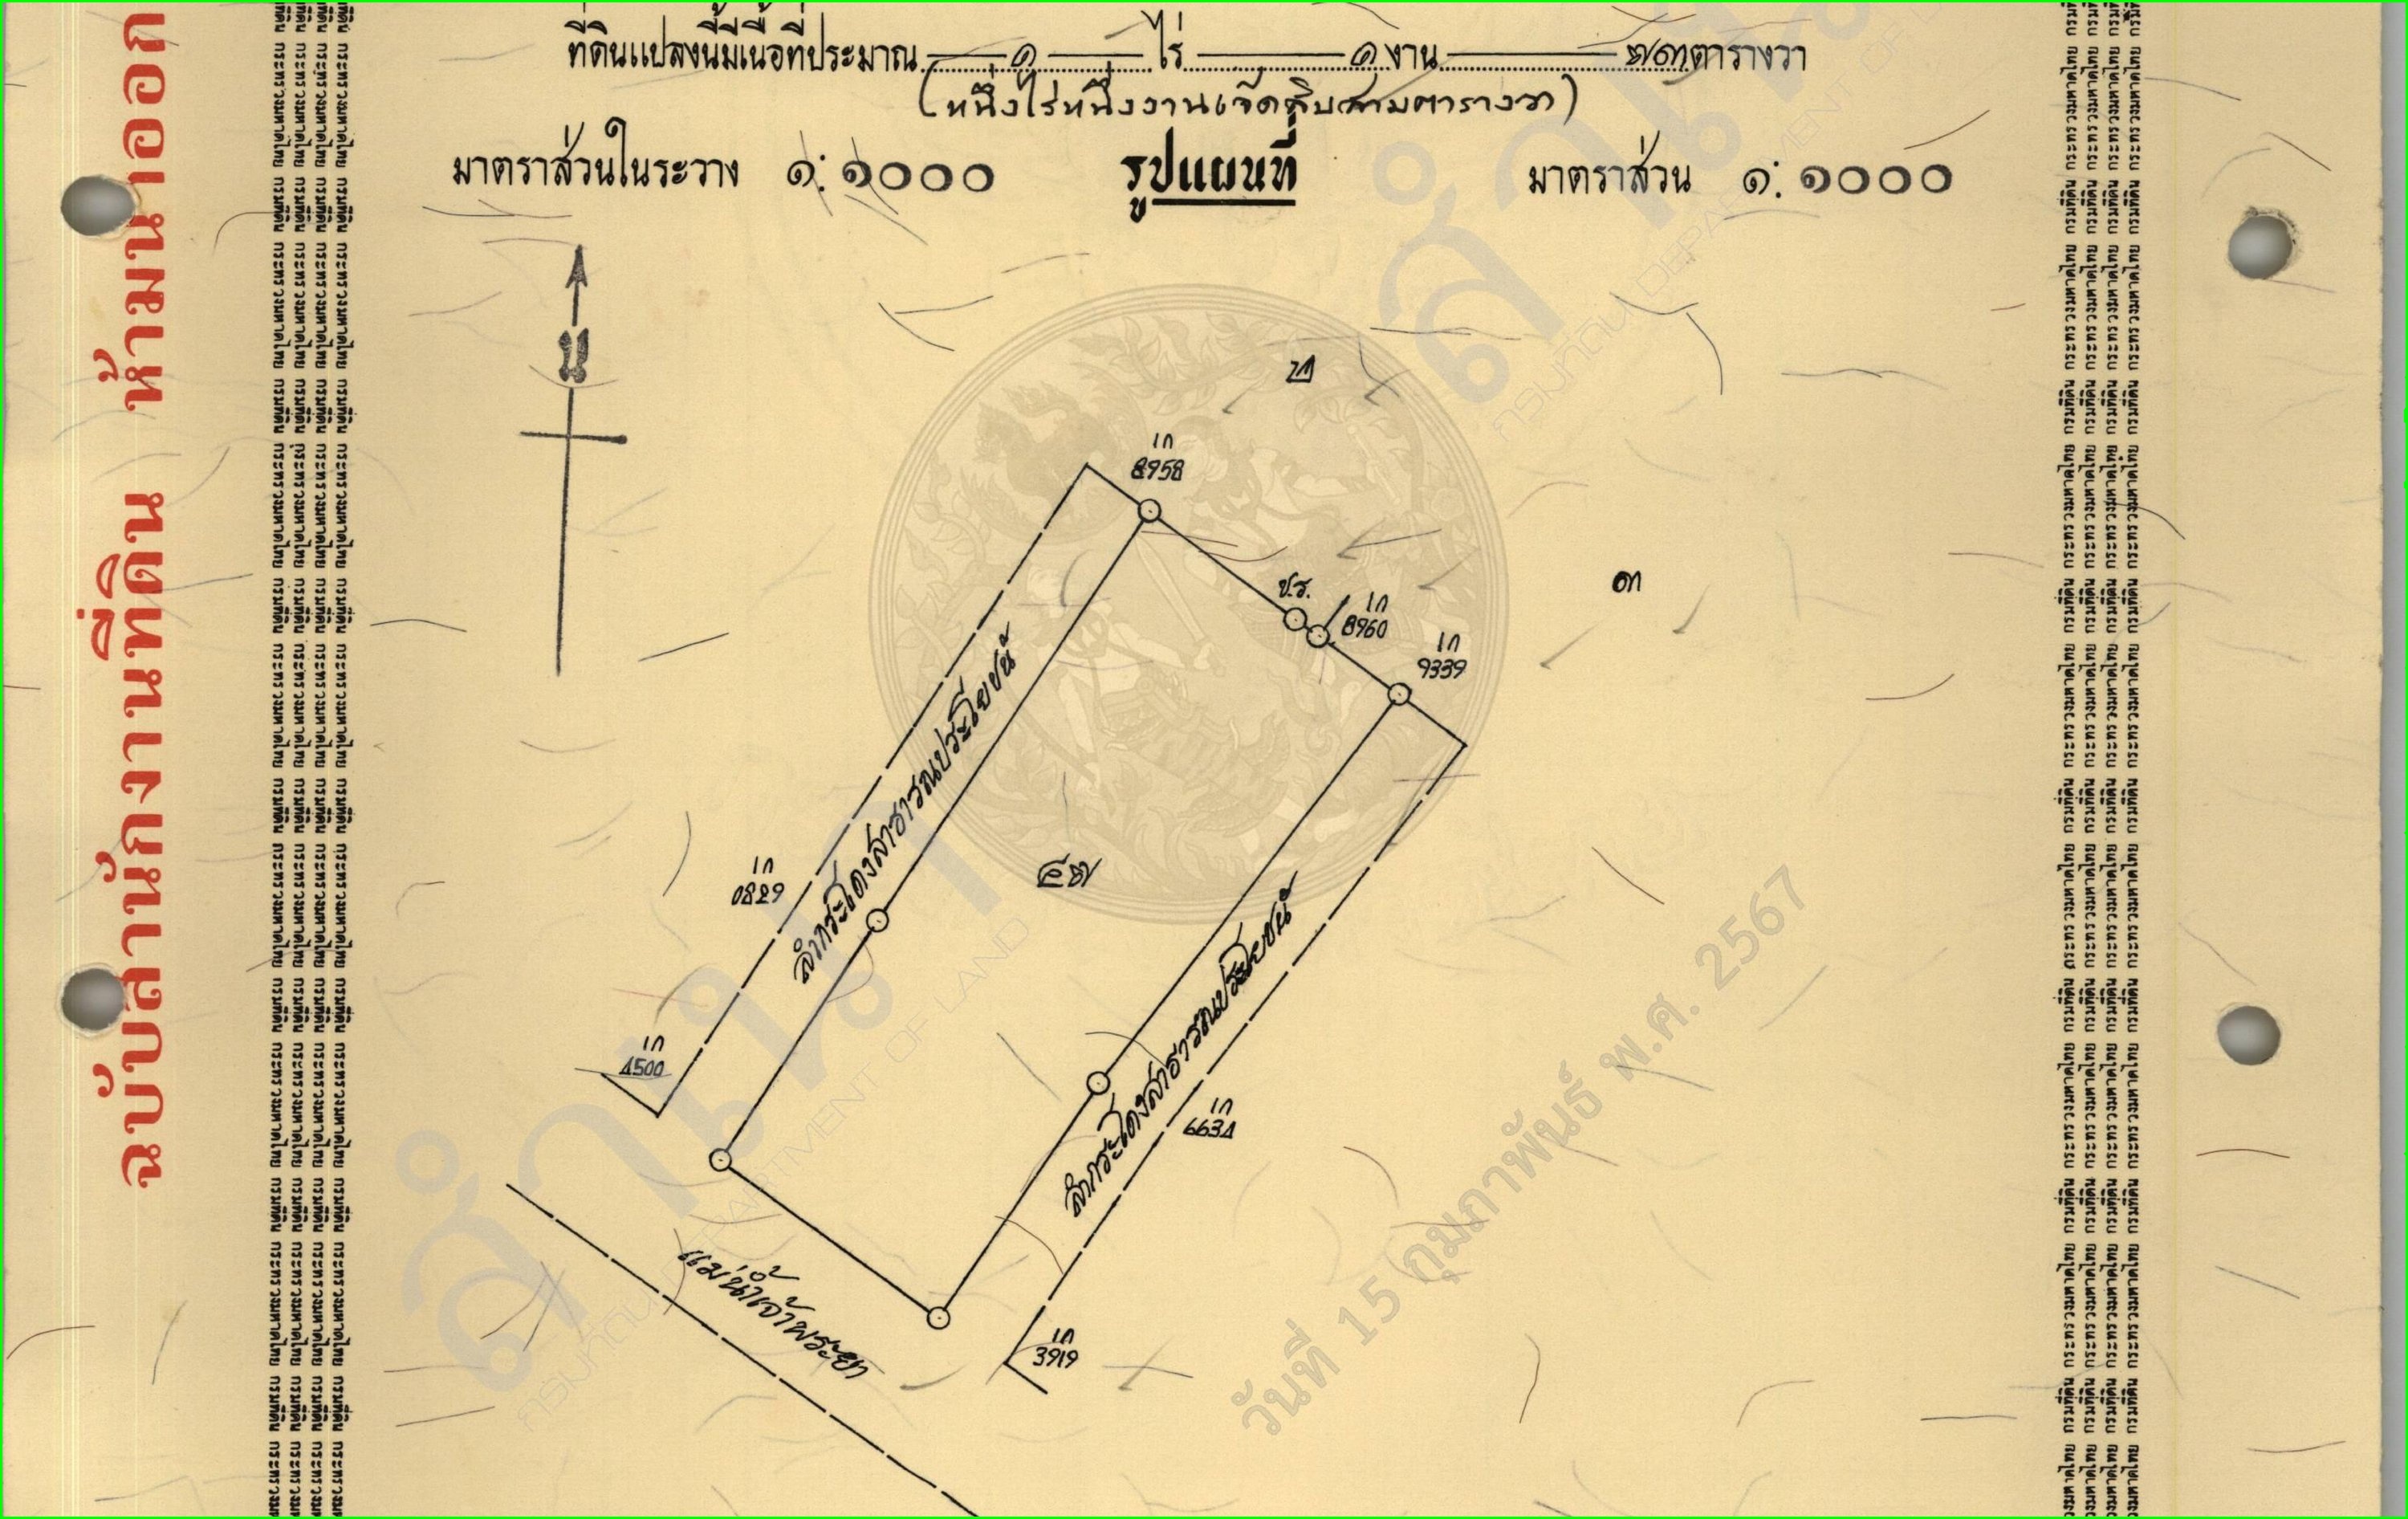 ที่ดินแปลงนี้มีเนื้อที่ประมาณ ๑ ไร่ ๑ งาน ๗๓ ตารางวา
(หนึ่งไร่หนึ่งงานเจ็ดสิบสามตารางวา)
มาตราส่วนในระวาง ๑:๑๐๐๐
รูปแผนที่
มาตราส่วน ๑:๑๐๐๐
น
๒
เก
8958
ข.ร.
เก
8960
๓
เก
9339
ลำกระโดงสาธารณประโยชน์
เก
0829
๔๗
เก
4500
ลำกระโดงสาธารณประโยชน์
เก
6634
แม่น้ำเจ้าพระยา
เก
3919
ฉบับสำนักงานที่ดิน ห้ามนำออก
กระทรวงมหาดไทย กรมที่ดิน
สำเนา
กรมที่ดิน DEPARTMENT OF LAND
วันที่ 15 กุมภาพันธ์ พ.ศ. 2567